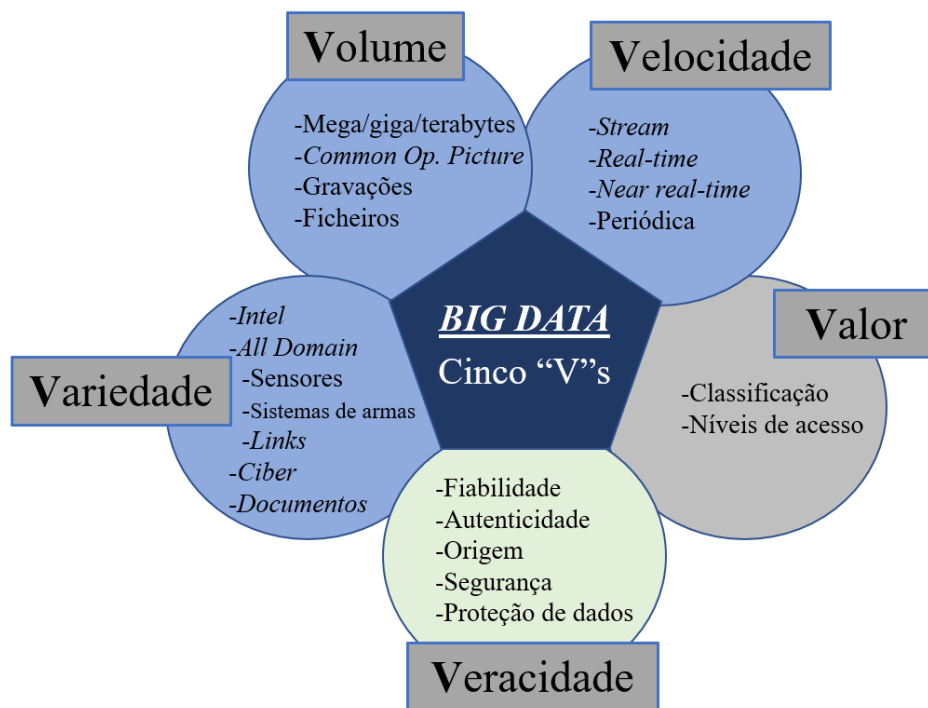 Volume
-Mega/giga/terabytes
-Common Op. Picture
-Gravações
-Ficheiros
Velocidade
-Stream
-Real-time
-Near real-time
-Periódica
BIG DATA
Cinco “V”s
Valor
-Classificação
-Níveis de acesso
Variedade
-Intel
-All Domain
-Sensores
-Sistemas de armas
-Links
-Ciber
-Documentos
-Fiabilidade
-Autenticidade
-Origem
-Segurança
-Proteção de dados
Veracidade